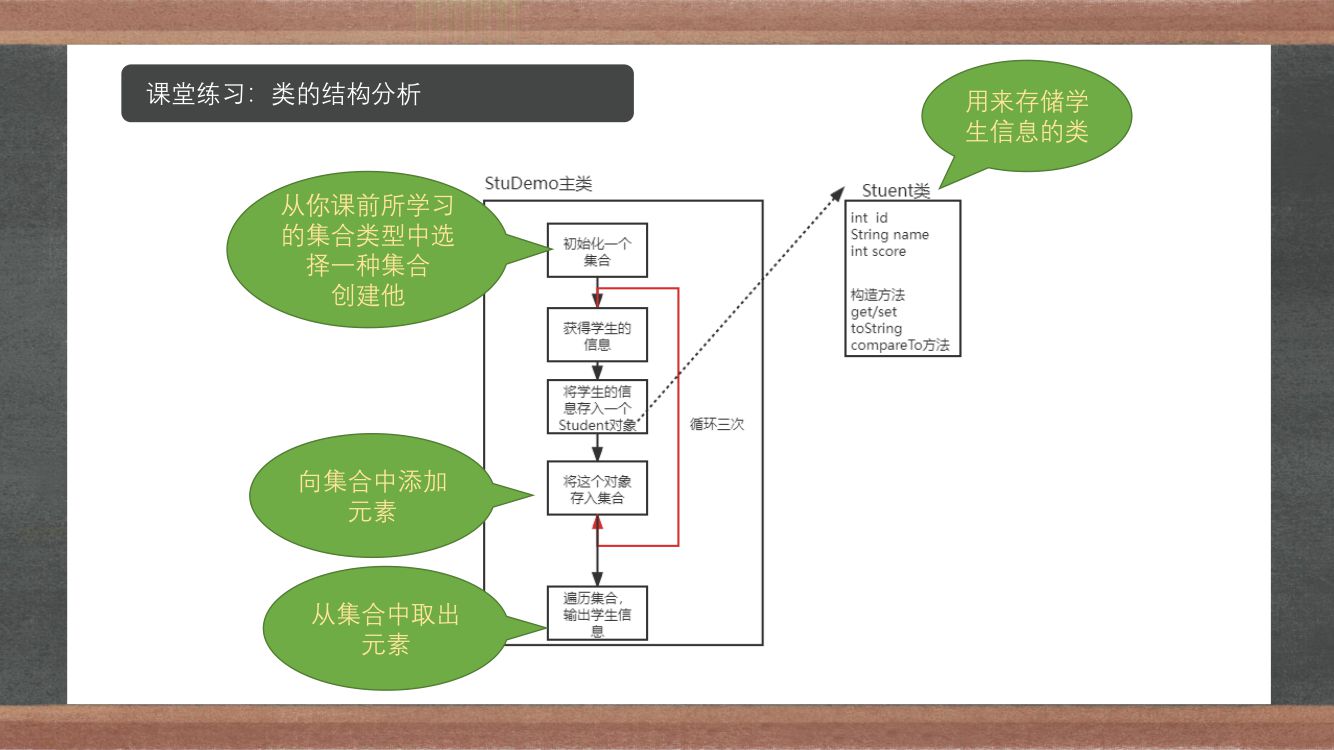 课堂练习：类的结构分析
用来存储学
生信息的类
StuDemo主类
Stuent类
从你课前所学习
的集合类型中选
择一种集合
创建他
初始化一个
集合
int id
String name
int score
构造方法
get/set
toString
compareTo方法
获得学生的
信息
将学生的信
息存入一个
Student对象
循环三次
向集合中添加
元素
将这个对象
存入集合
从集合中取出
元素
遍历集合，
输出学生信
息